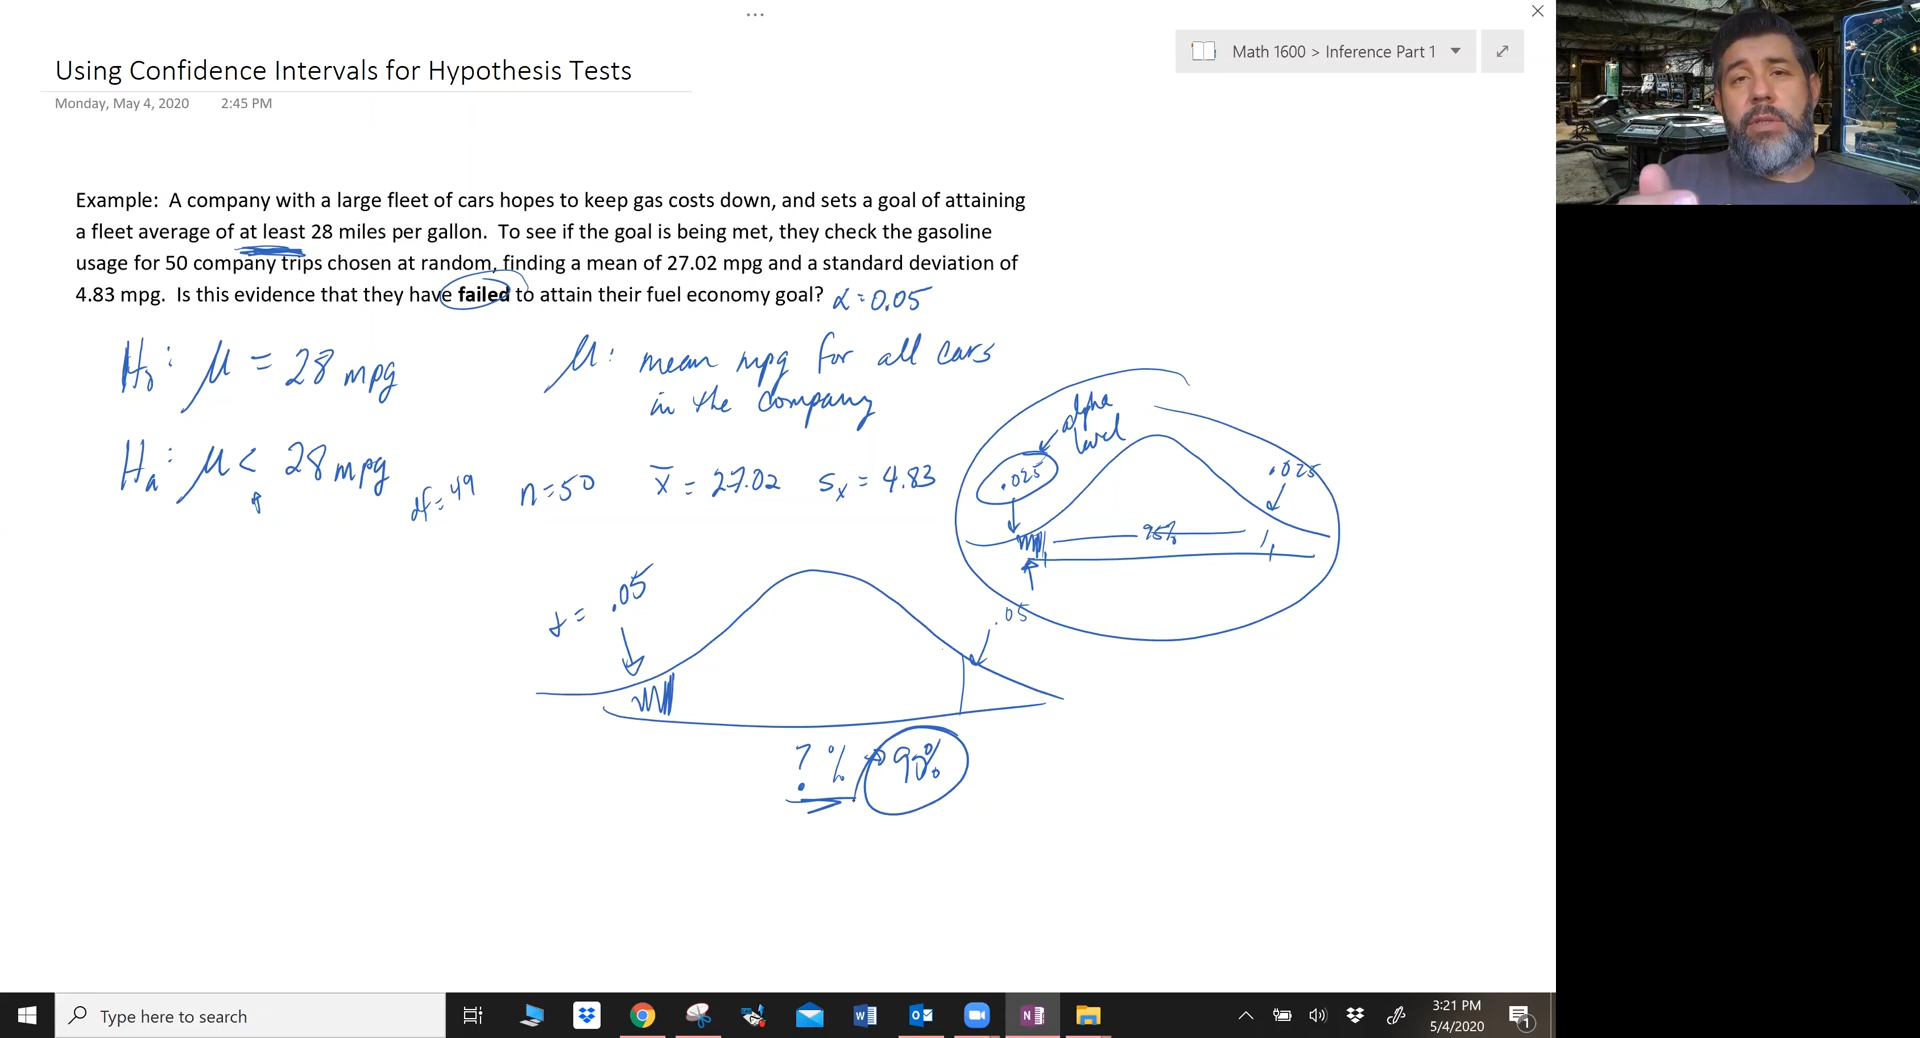 Math 1600 > Inference Part 1
Using Confidence Intervals for Hypothesis Tests
Monday, May 4, 2020 2:45 PM
Example: A company with a large fleet of cars hopes to keep gas costs down, and sets a goal of attaining
a fleet average of at least 28 miles per gallon. To see if the goal is being met, they check the gasoline
usage for 50 company trips chosen at random, finding a mean of 27.02 mpg and a standard deviation of
4.83 mpg. Is this evidence that they have failed to attain their fuel economy goal? α = 0.05
H₀: μ = 28 mpg
μ: mean mpg for all cars
in the company
Hₐ: μ < 28 mpg
df = 49 n = 50 x̄ = 27.02 sₓ = 4.83
alpha
level
.025
.025
95%
.05
.05
? % 90%
Type here to search
3:21 PM
5/4/2020
1